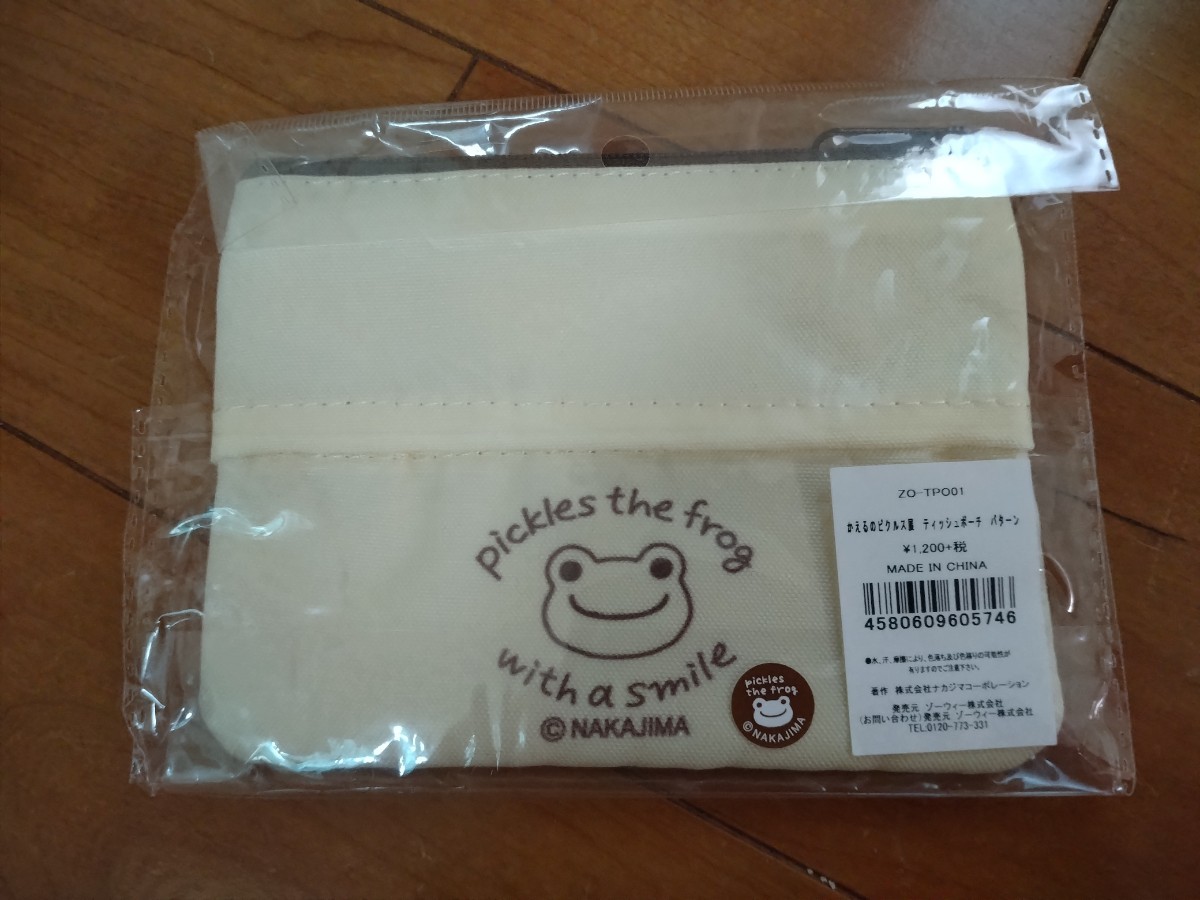 pickles the frog
with a smile
©NAKAJIMA
pickles
the frog
©NAKAJIMA
ZO-TPO01
かえるのピクルス展 ティッシュポーチ パターン
¥1,200+税
MADE IN CHINA
4580609605746
●水、汗、摩擦により、色落ち及び色移りの可能性が
有りますのでご注意下さい。
著作 株式会社ナカジマコーポレーション
発売元 ゾーウィー株式会社
(お問い合わせ)発売元 ゾーウィー株式会社
TEL.0120-773-331